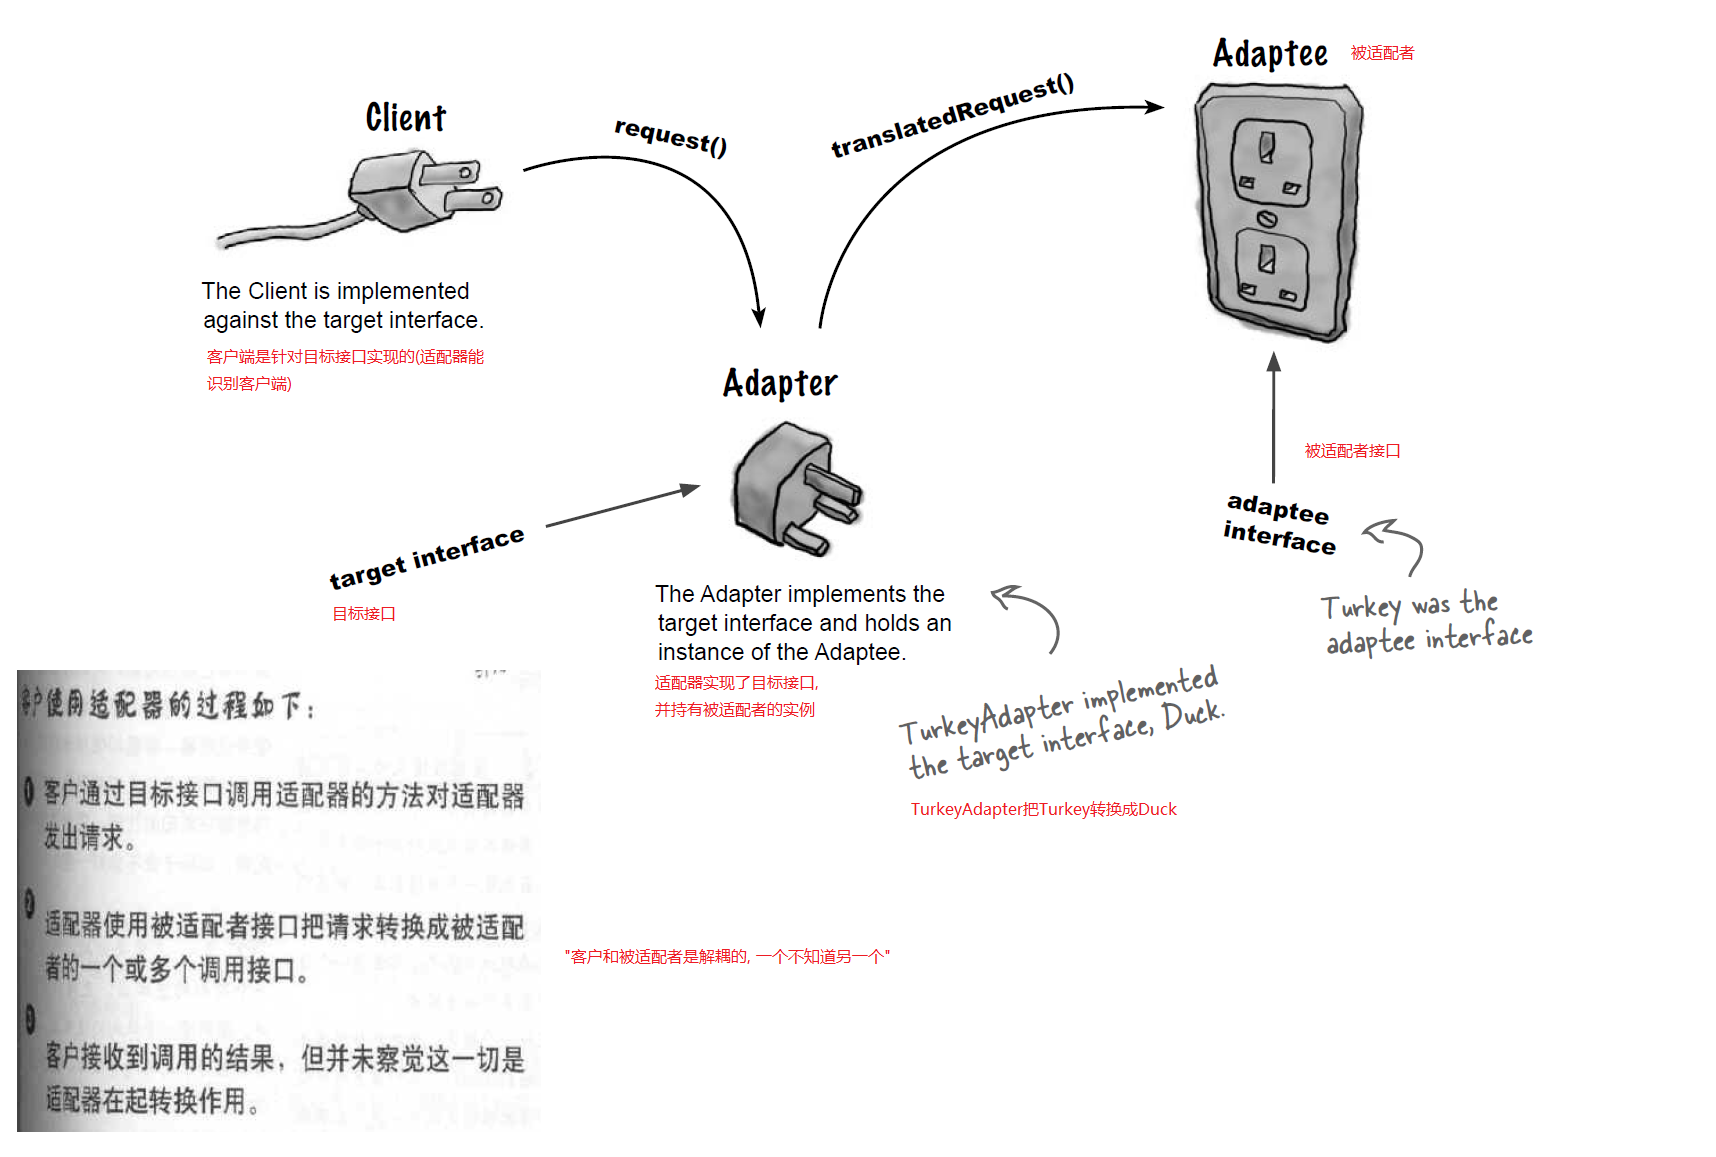 Adaptee 被适配者
Client
request()
translatedRequest()
The Client is implemented
against the target interface.
客户端是针对目标接口实现的(适配器能
识别客户端)
Adapter
被适配者接口
adaptee
interface
target interface
目标接口
The Adapter implements the
target interface and holds an
instance of the Adaptee.
适配器实现了目标接口,
并持有被适配者的实例
Turkey was the
adaptee interface
TurkeyAdapter implemented
the target interface, Duck.
TurkeyAdapter把Turkey转换成Duck
客户使用适配器的过程如下：
1 客户通过目标接口调用适配器的方法对适配器
发出请求。
2 适配器使用被适配者接口把请求转换成被适配
者的一个或多个调用接口。
"客户和被适配者是解耦的, 一个不知道另一个"
3
客户接收到调用的结果，但并未察觉这一切是
适配器在起转换作用。